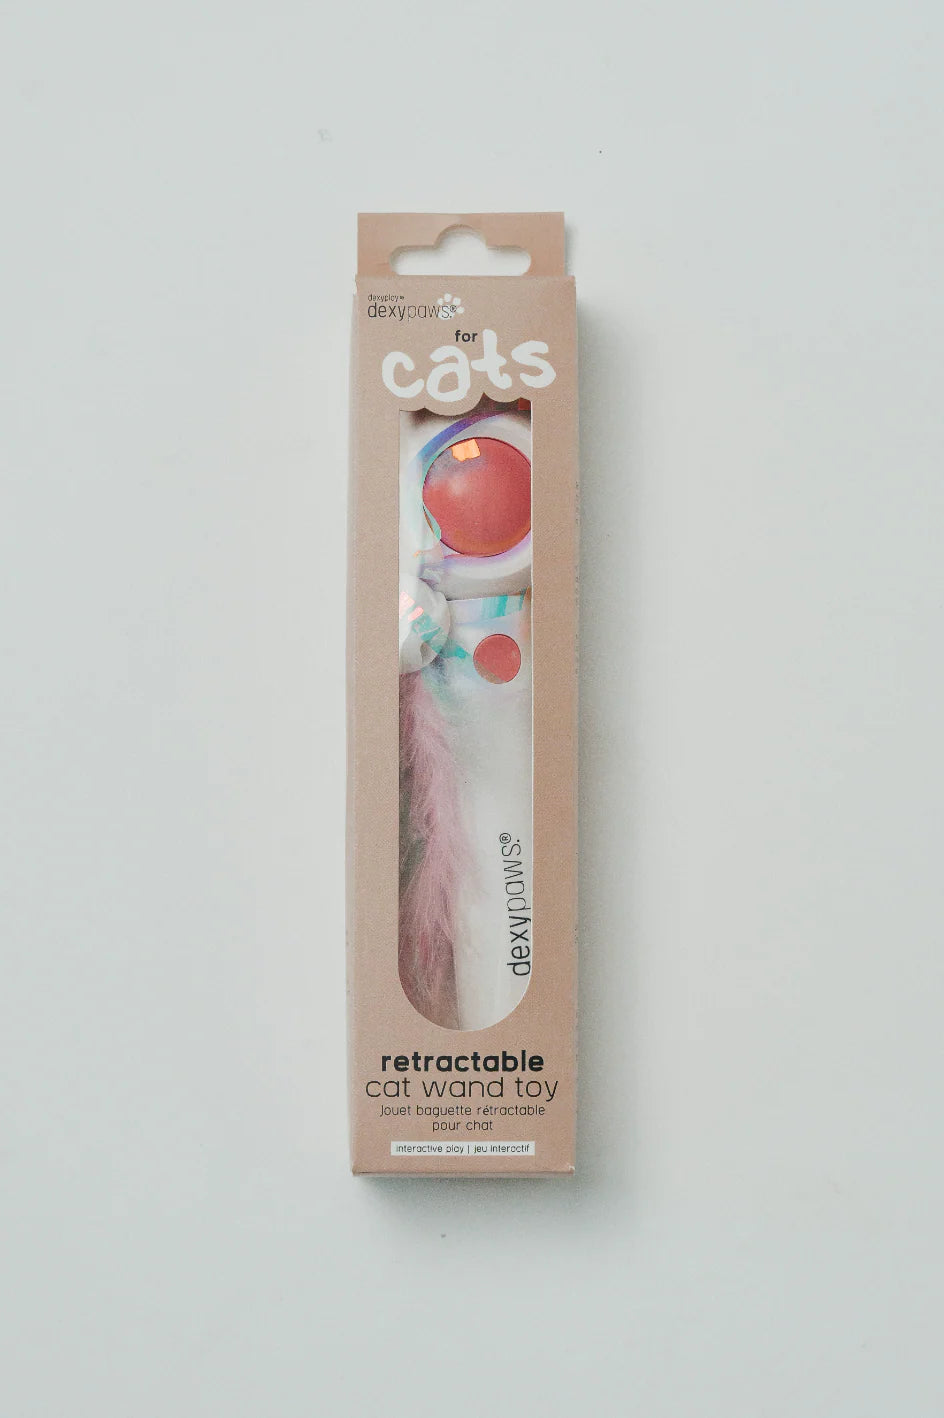 dexyplay®
dexypaws®
for
cats
dexypaws®
retractable
cat wand toy
Jouet baguette rétractable
pour chat
interactive play | jeu interactif